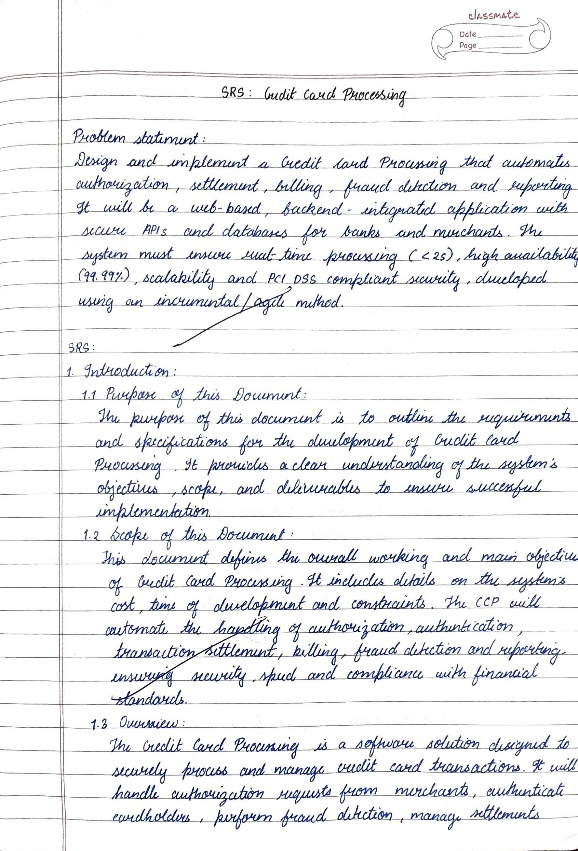 classmate
Date
Page
SRS: Credit Card Processing
Problem statement:
Design and implement a Credit Card Processing that automates
authorization, settlement, billing, fraud detection and reporting
It will be a web-based, backend-integrated application with
secure APIs and databases for banks and merchants. The
system must ensure real-time processing (<2s), high availability
(99.99%), scalability and PCI DSS compliant security, developed
using an incremental/agile method.
SRS:
1. Introduction:
1.1 Purpose of this Document:
The purpose of this document is to outline the requirements
and specifications for the development of Credit Card
Processing. It provides a clear understanding of the system's
objectives, scope, and deliverables to ensure successful
implementation
1.2 Scope of this Document:
This document defines the overall working and main objective
of Credit Card Processing. It includes details on the system's
cost, time of development and constraints. The CCP will
automate the handling of authorization, authentication,
transaction settlement, billing, fraud detection and reporting.
ensuring security, speed and compliance with financial
standards.
1.3 Overview:
The Credit Card Processing is a software solution designed to
securely process and manage credit card transactions. It will
handle authorization requests from merchants, authenticate
cardholders, perform fraud detection, manage settlements